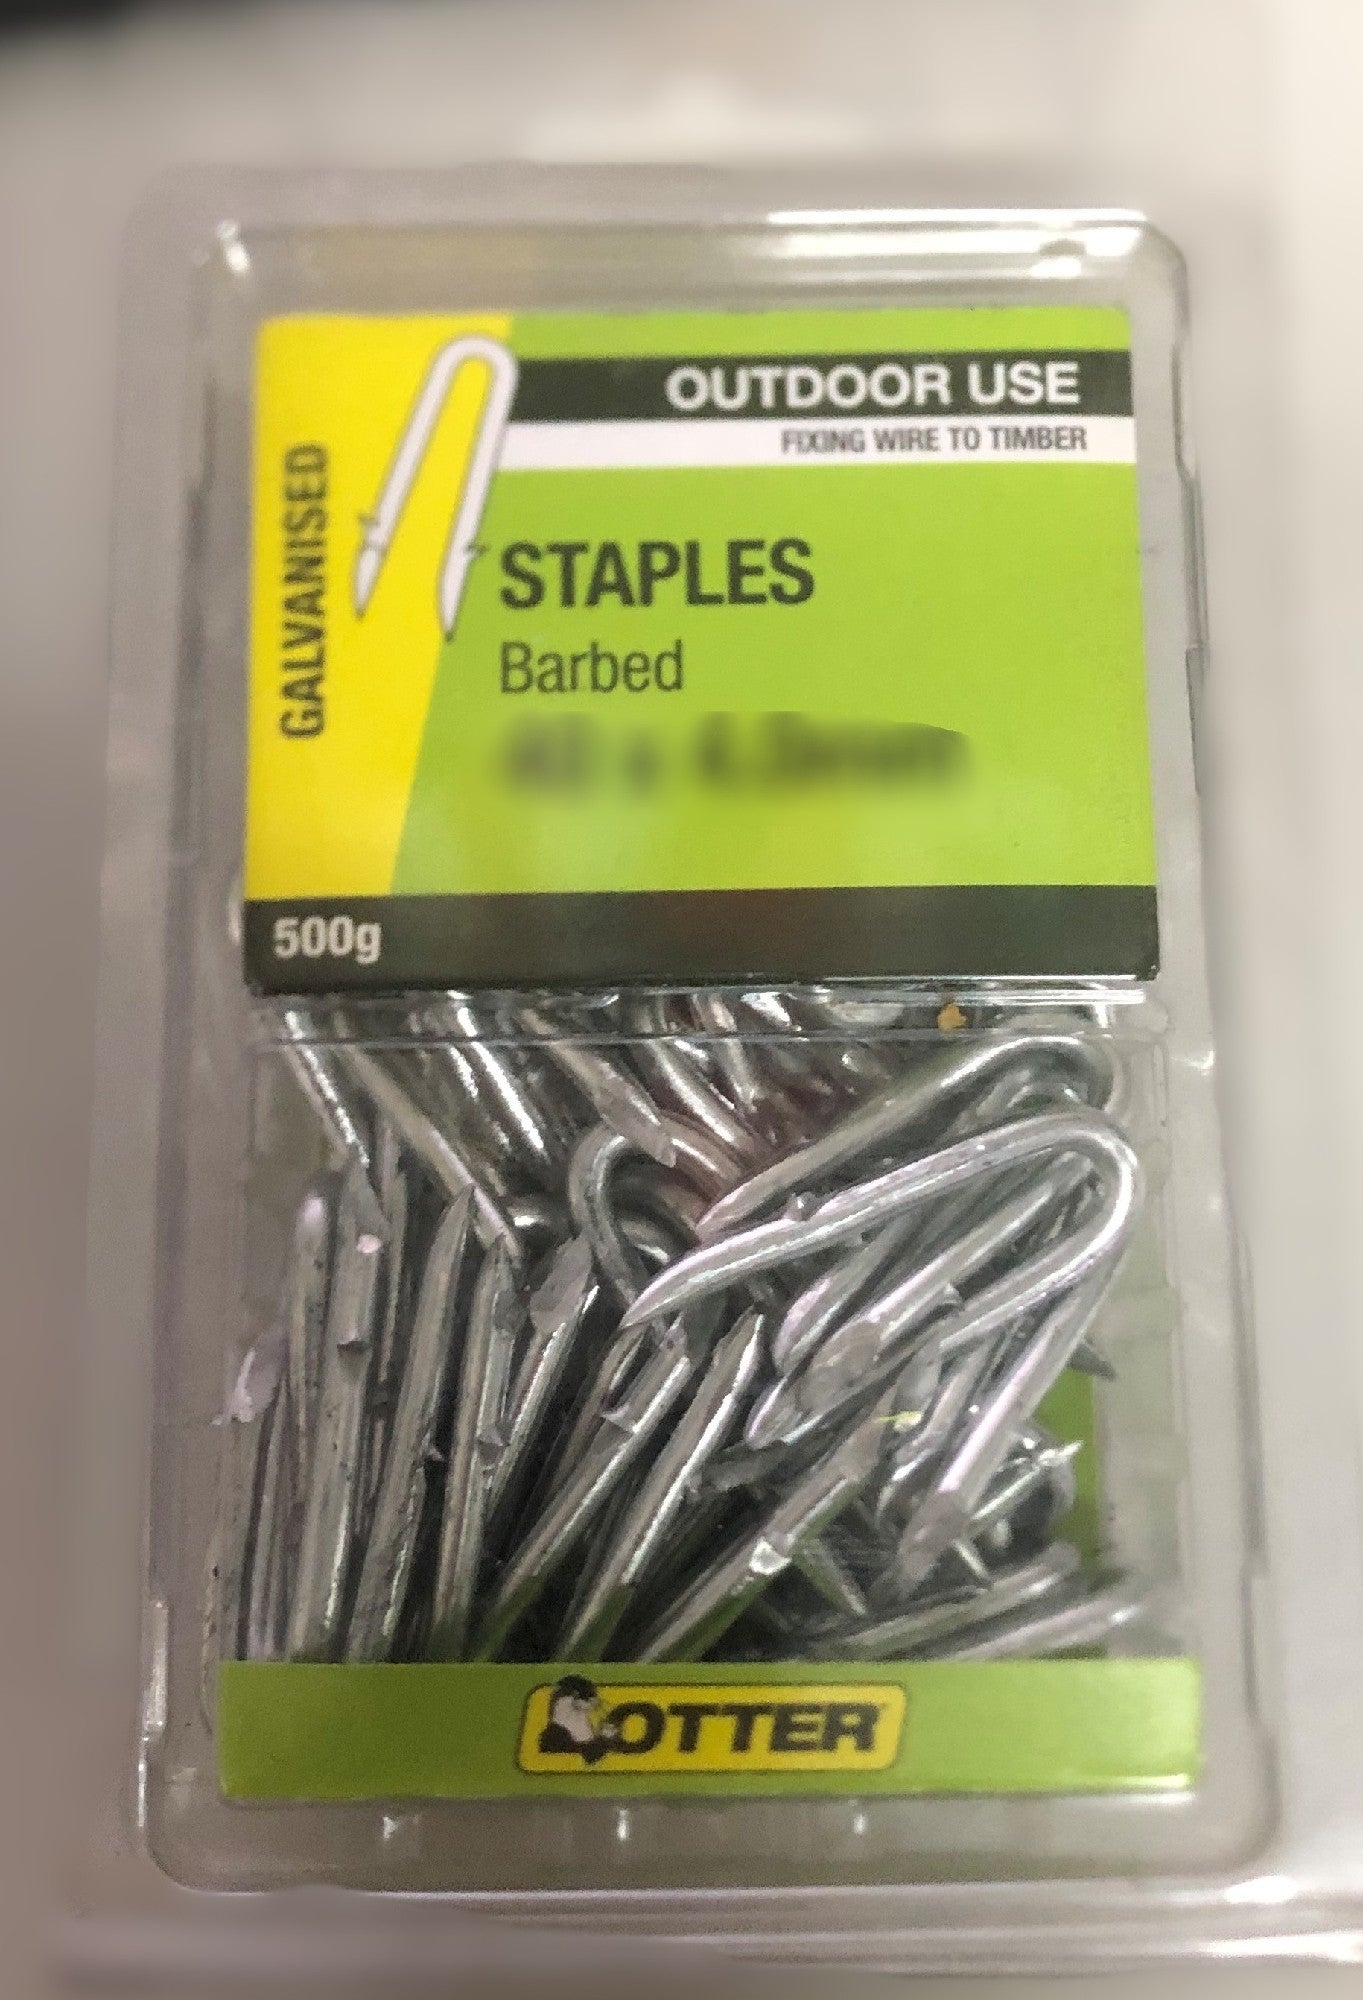 OUTDOOR USE
FIXING WIRE TO TIMBER
GALVANISED
STAPLES
Barbed
500g
OTTER